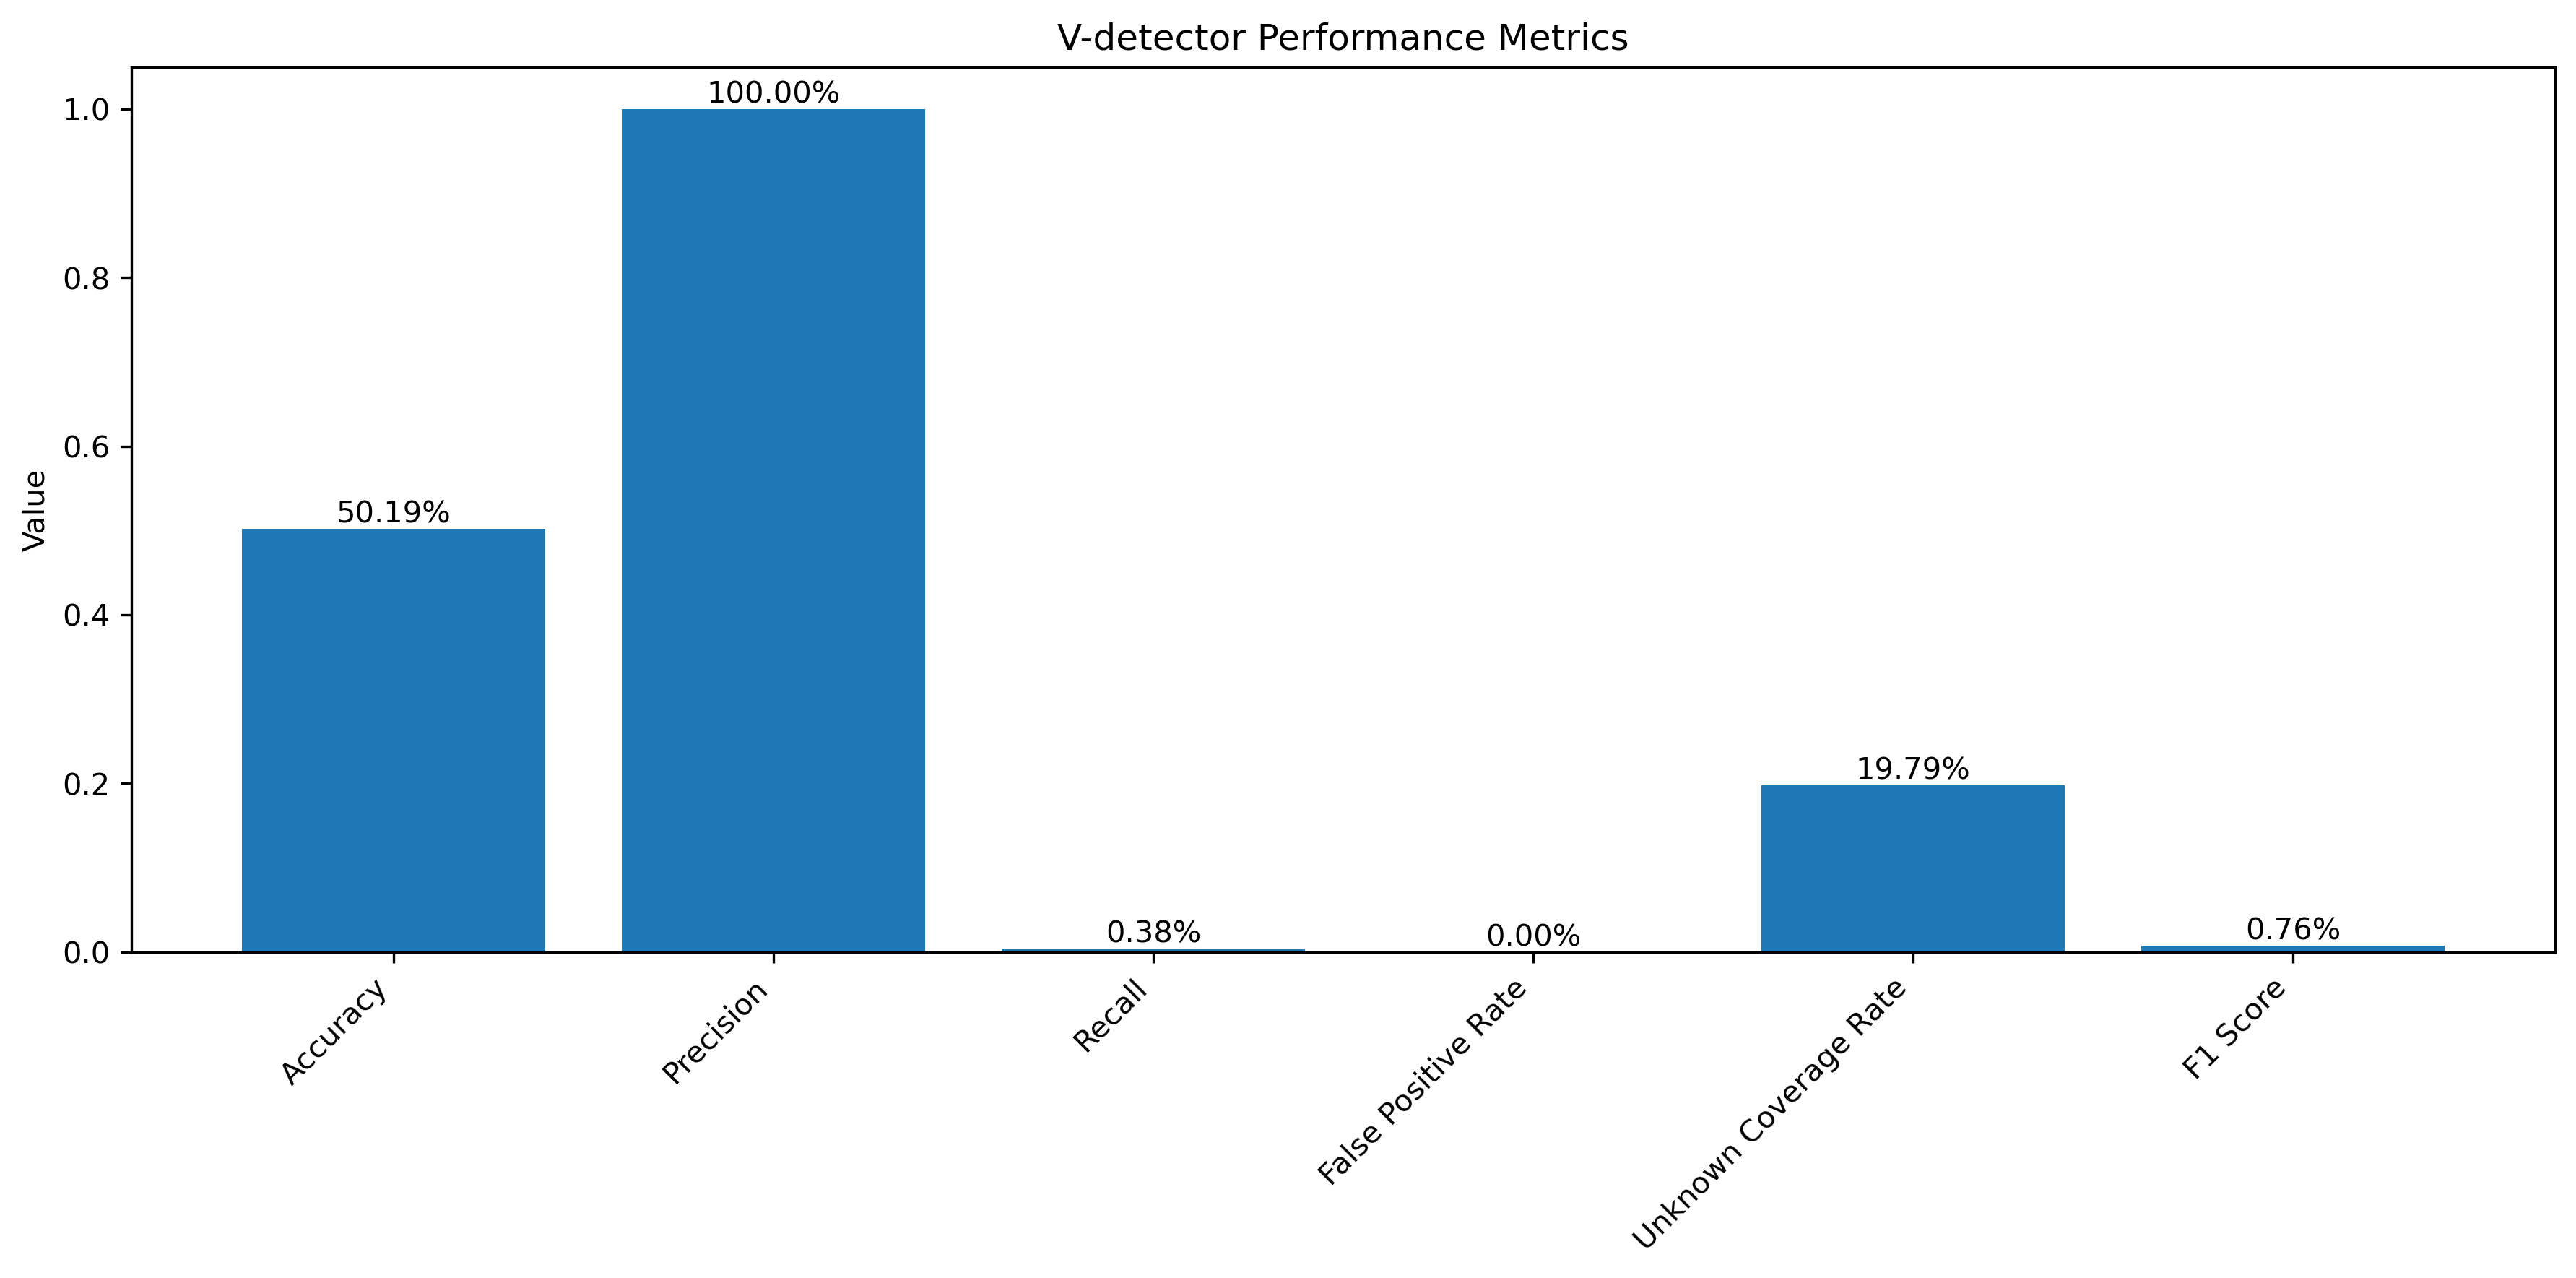 V-detector Performance Metrics
Value
1.0
0.8
0.6
0.4
0.2
0.0
50.19%
100.00%
0.38%
0.00%
19.79%
0.76%
Accuracy
Precision
Recall
False Positive Rate
Unknown Coverage Rate
F1 Score